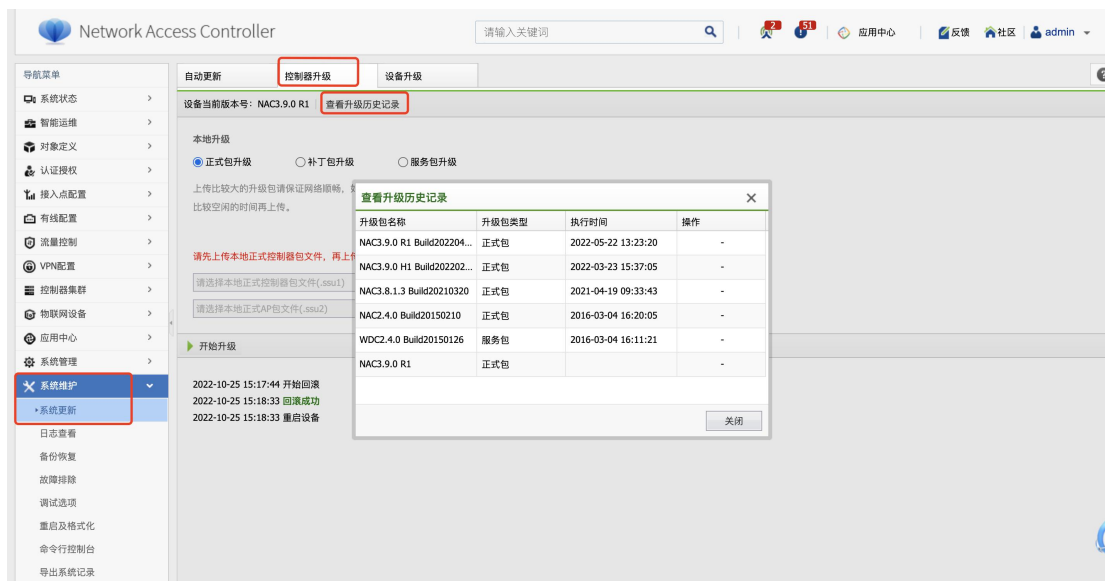 Network Access Controller
请输入关键词
2
51
应用中心
反馈
社区
admin
导航菜单
系统状态
智能运维
对象定义
认证授权
接入点配置
有线配置
流量控制
VPN配置
控制器集群
物联网设备
应用中心
系统管理
系统维护
系统更新
日志查看
备份恢复
故障排除
调试选项
重启及格式化
命令行控制台
导出系统记录
自动更新 控制器升级 设备升级
设备当前版本号：NAC3.9.0 R1 查看升级历史记录
本地升级
正式包升级 补丁包升级 服务包升级
上传比较大的升级包请保证网络顺畅，
比较空闲的时间再上传。
请先上传本地正式控制器包文件，再上
请选择本地正式控制器包文件(.ssu1)
请选择本地正式AP包文件(.ssu2)
开始升级
2022-10-25 15:17:44 开始回滚
2022-10-25 15:18:33 回滚成功
2022-10-25 15:18:33 重启设备
查看升级历史记录
升级包名称 升级包类型 执行时间 操作
NAC3.9.0 R1 Build202204... 正式包 2022-05-22 13:23:20 -
NAC3.9.0 H1 Build202202... 正式包 2022-03-23 15:37:05 -
NAC3.8.1.3 Build20210320 正式包 2021-04-19 09:33:43 -
NAC2.4.0 Build20150210 正式包 2016-03-04 16:20:05 -
WDC2.4.0 Build20150126 服务包 2016-03-04 16:11:21 -
NAC3.9.0 R1 正式包 -
关闭